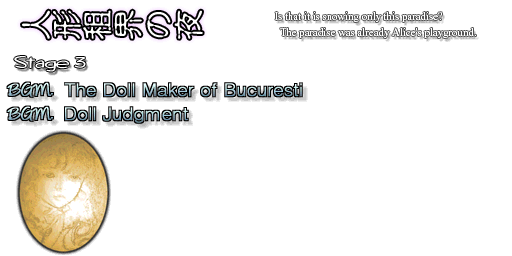 人形租界の夜
Is that it is snowing only this paradise?
The paradise was already Alice's playground.
Stage 3
BGM. The Doll Maker of Bucuresti
BGM. Doll Judgment